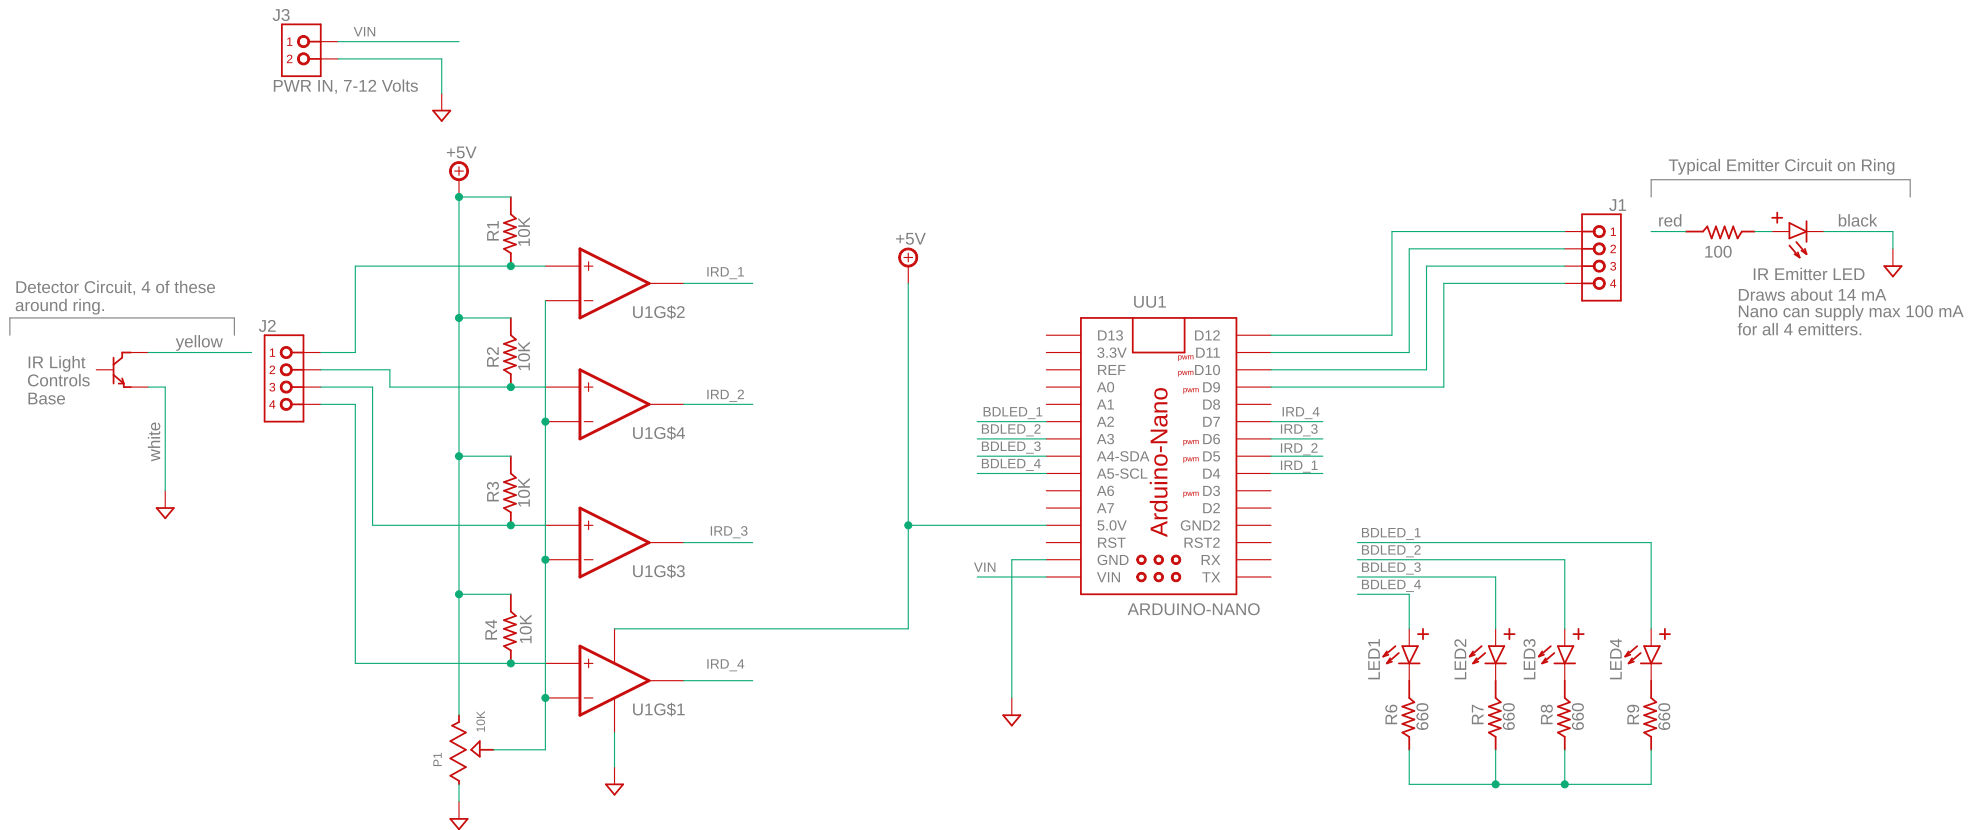 J3
VIN
1
2
PWR IN, 7-12 Volts
+5V
R1
10K
+
−
IRD_1
U1G$2
R2
10K
+
−
IRD_2
U1G$4
R3
10K
+
−
IRD_3
U1G$3
R4
10K
+
−
IRD_4
U1G$1
P1
10K
Detector Circuit, 4 of these
around ring.
yellow
IR Light
Controls
Base
white
J2
1
2
3
4
+5V
UU1
D13
3.3V
REF
A0
A1
A2
A3
A4-SDA
A5-SCL
A6
A7
5.0V
RST
GND
VIN
D12
pwm D11
pwm D10
pwm D9
D8
D7
pwm D6
pwm D5
D4
pwm D3
D2
GND2
RST2
RX
TX
Arduino-Nano
ARDUINO-NANO
BDLED_1
BDLED_2
BDLED_3
BDLED_4
VIN
IRD_4
IRD_3
IRD_2
IRD_1
J1
1
2
3
4
Typical Emitter Circuit on Ring
red
100
+
black
IR Emitter LED
Draws about 14 mA
Nano can supply max 100 mA
for all 4 emitters.
BDLED_1
BDLED_2
BDLED_3
BDLED_4
LED1
+
LED2
+
LED3
+
LED4
+
R6
660
R7
660
R8
660
R9
660